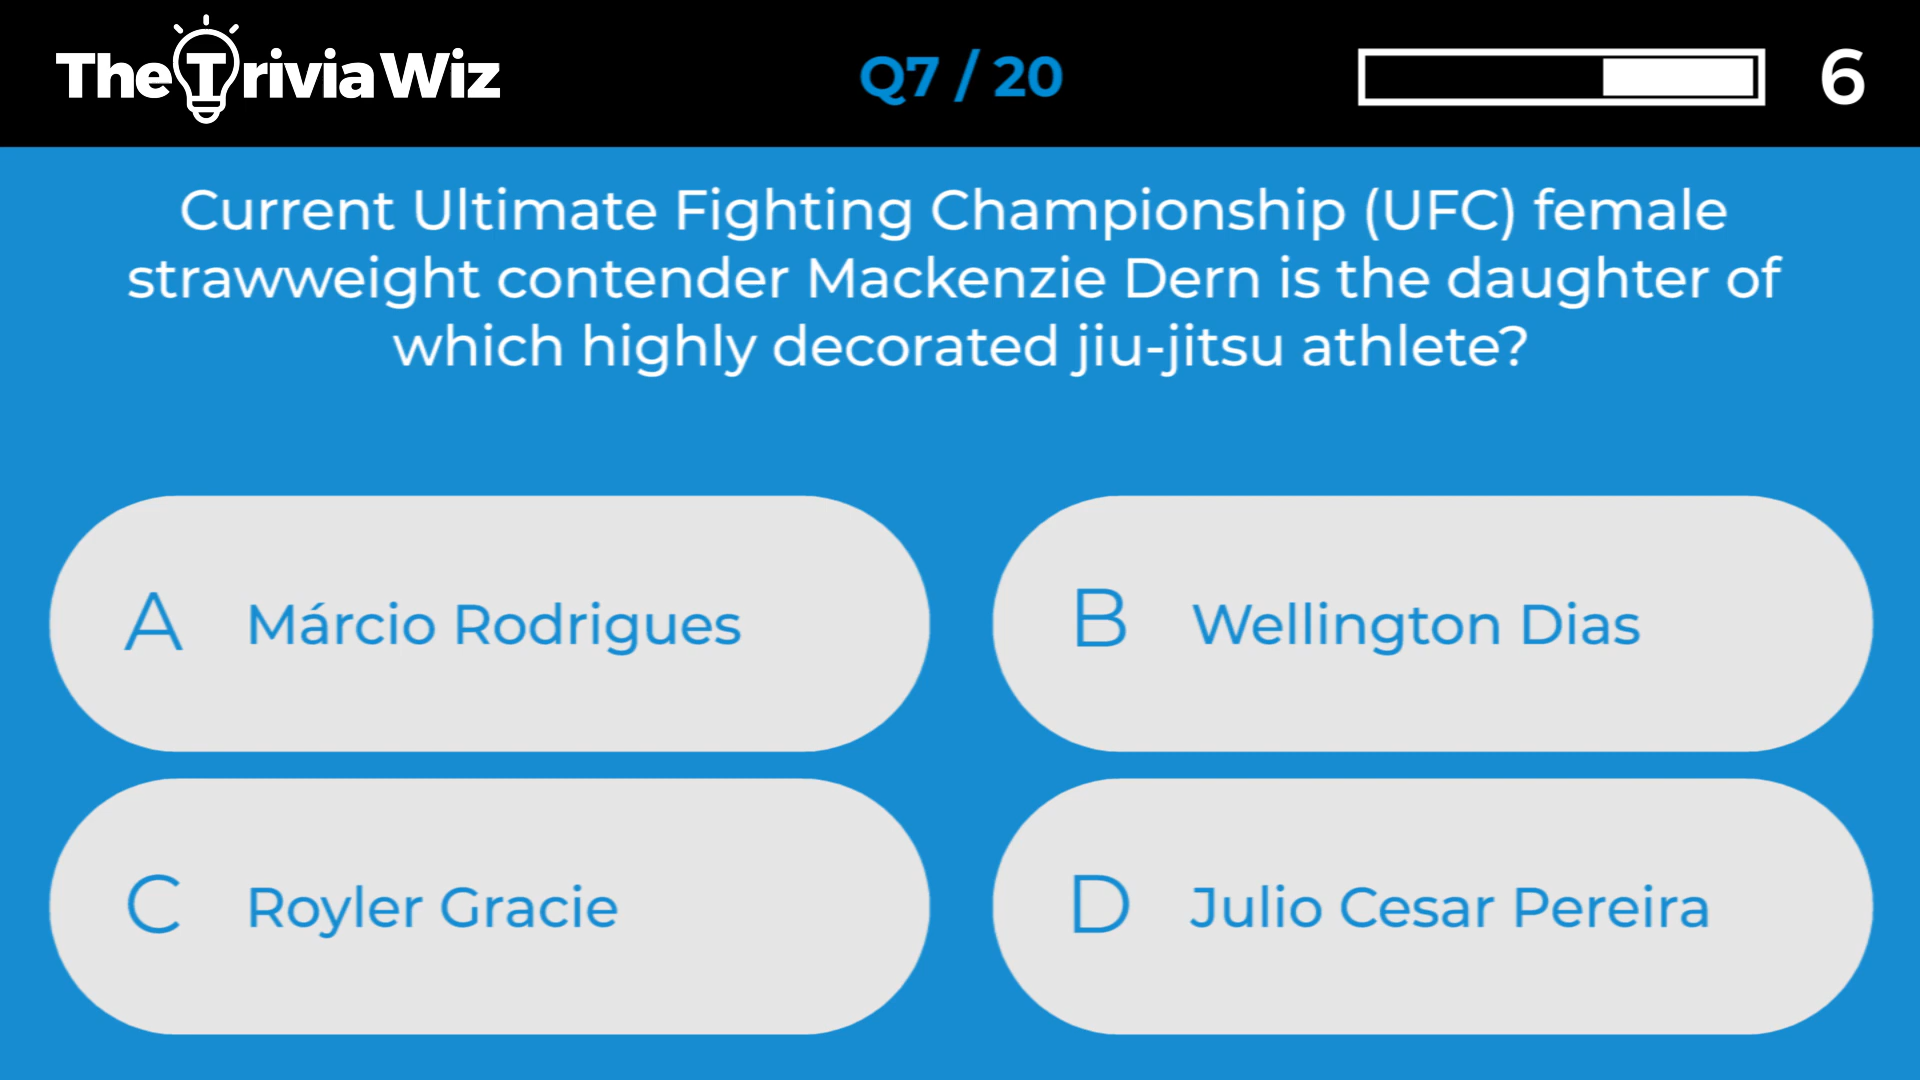 TheTriviaWiz
Q7 / 20
6
Current Ultimate Fighting Championship (UFC) female
strawweight contender Mackenzie Dern is the daughter of
which highly decorated jiu-jitsu athlete?
A Márcio Rodrigues
B Wellington Dias
C Royler Gracie
D Julio Cesar Pereira